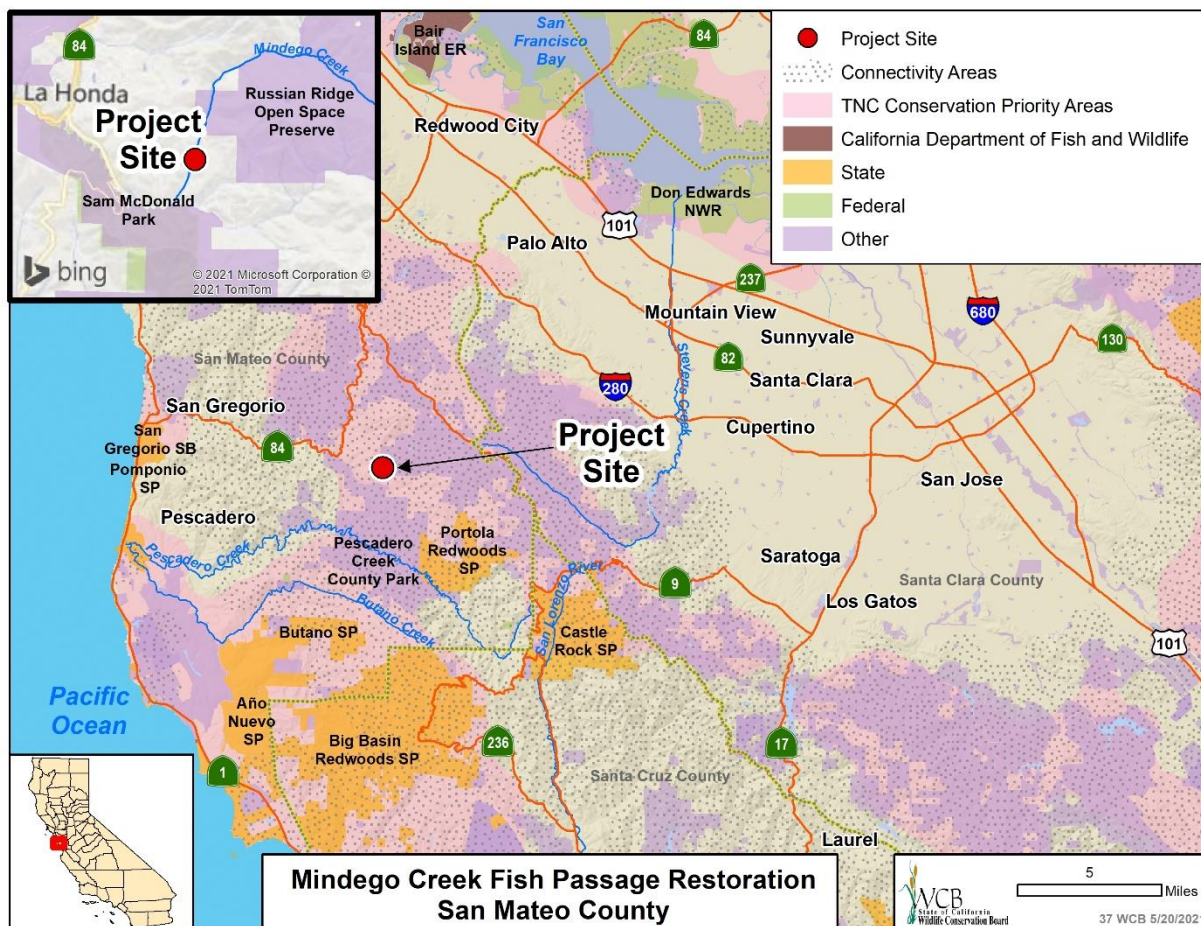 84
Mindego Creek
La Honda
Russian Ridge
Open Space
Preserve
Project
Site
Sam McDonald
Park
bing
© 2021 Microsoft Corporation ©
2021 TomTom
Bair
Island ER
San
Francisco
Bay
84
Redwood City
Don Edwards
NWR
101
Palo Alto
237
Mountain View
Sunnyvale
680
130
82
Santa Clara
Stevens Creek
280
Cupertino
San Jose
Project Site
Connectivity Areas
TNC Conservation Priority Areas
California Department of Fish and Wildlife
State
Federal
Other
San Mateo County
San Gregorio
San
Gregorio SB
Pomponio
SP
84
Project
Site
Pescadero
Pescadero Creek
Pescadero
Creek
County Park
Portola
Redwoods
SP
Saratoga
Santa Clara County
9
Los Gatos
101
San Lorenzo River
Butano Creek
Butano SP
Castle
Rock SP
Pacific
Ocean
Año
Nuevo
SP
Big Basin
Redwoods SP
236
17
1
Santa Cruz County
Laurel
Mindego Creek Fish Passage Restoration
San Mateo County
WCB
State of California
Wildlife Conservation Board
5
Miles
37 WCB 5/20/2021